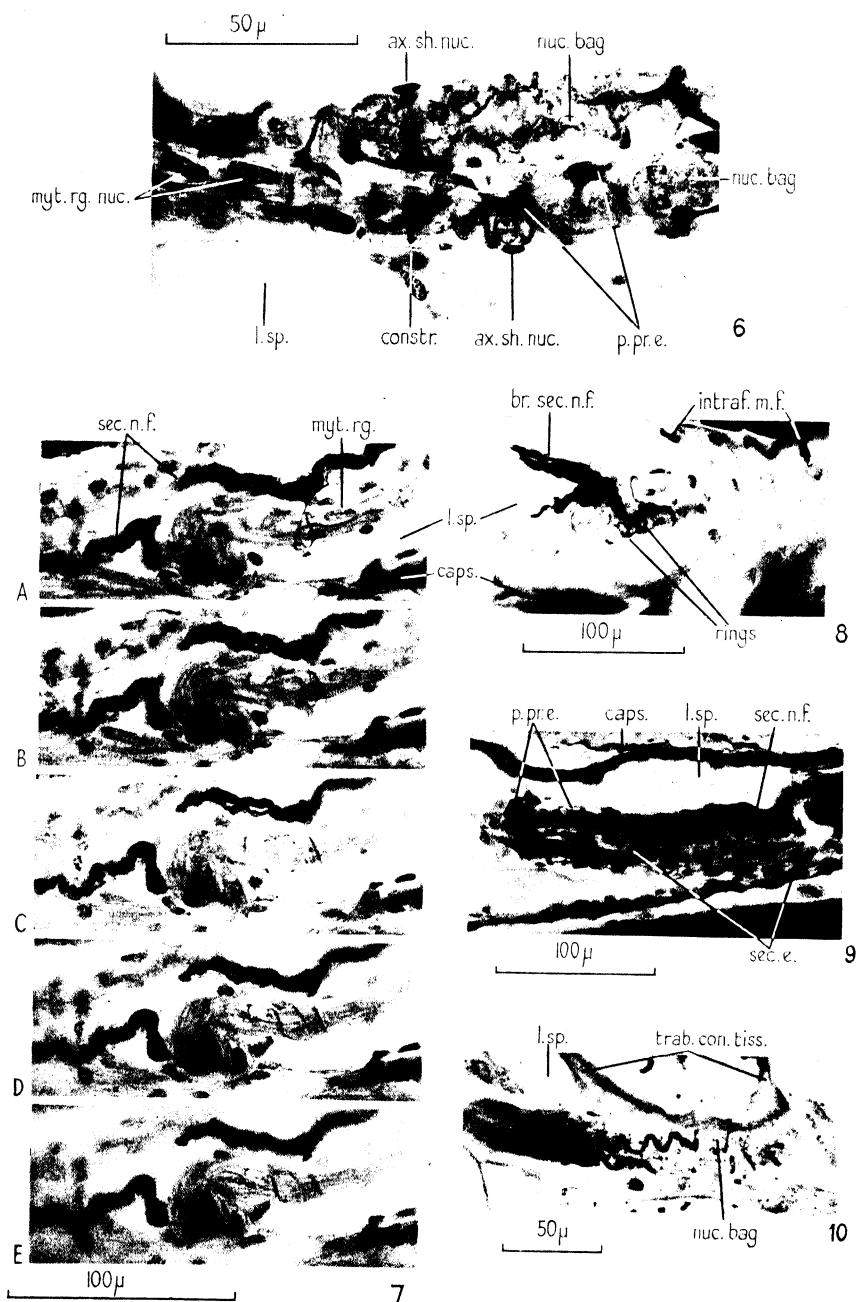 50 µ
ax. sh. nuc.
nuc. bag
myt. rg. nuc.
nuc. bag
l. sp.
constr.
ax. sh. nuc.
p. pr. e.
6
sec. n. f.
myt. rg.
l. sp.
caps.
A
B
C
D
E
100 µ
7
br. sec. n. f.
intraf. m. f.
rings
100 µ
8
p. pr. e.
caps.
l. sp.
sec. n. f.
100 µ
sec. e.
9
l. sp.
trab. con. tiss.
50 µ
nuc. bag
10